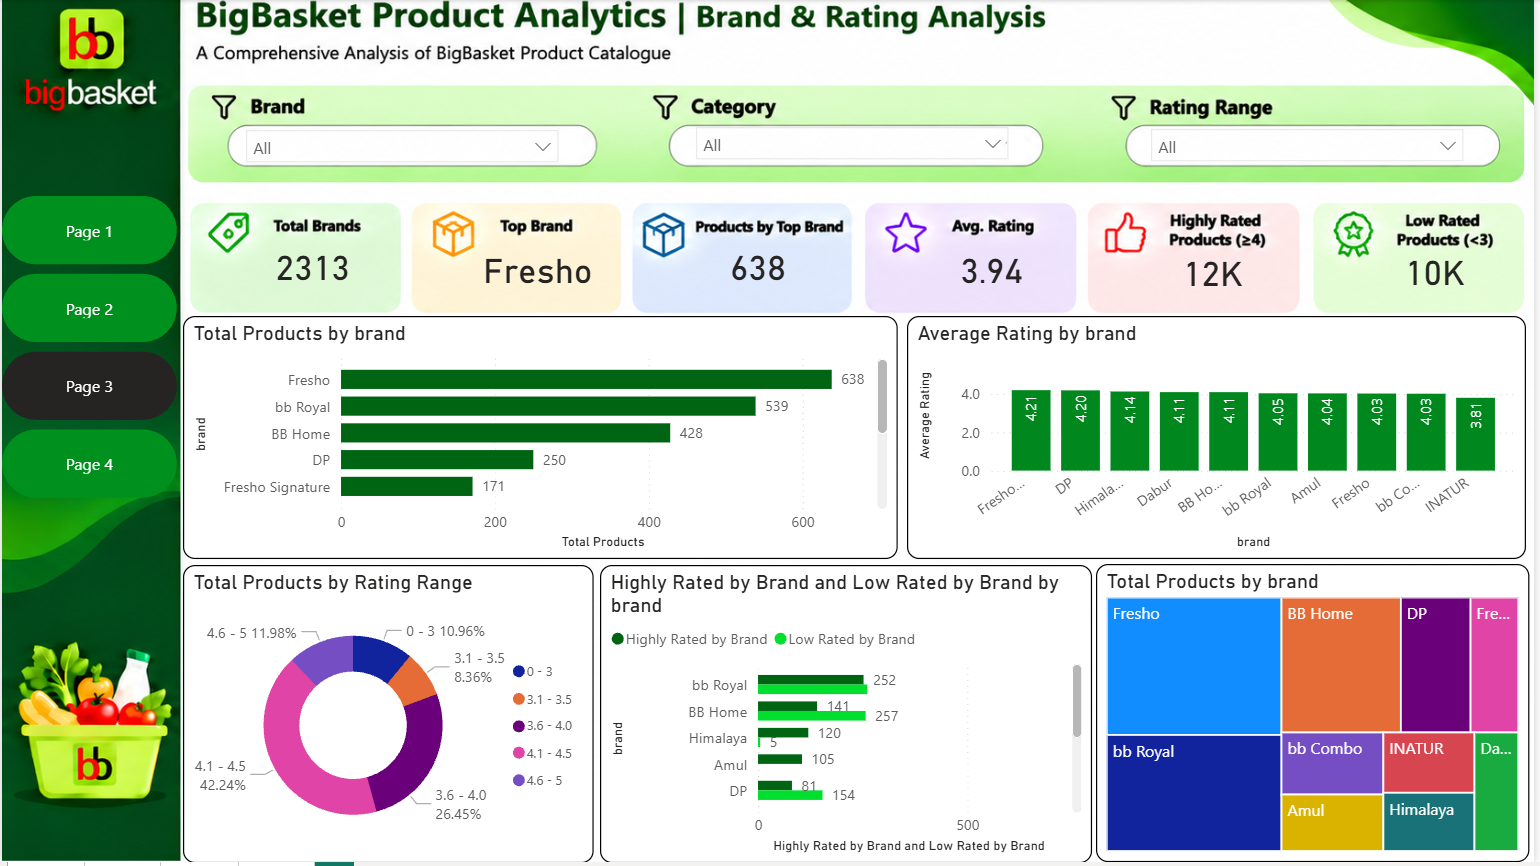 bb
bigbasket
BigBasket Product Analytics | Brand & Rating Analysis
A Comprehensive Analysis of BigBasket Product Catalogue
Brand
All
Category
All
Rating Range
All
Page 1
Page 2
Page 3
Page 4
Total Brands
2313
Top Brand
Fresho
Products by Top Brand
638
Avg. Rating
3.94
Highly Rated
Products (≥4)
12K
Low Rated
Products (<3)
10K
Total Products by brand
brand
Fresho
638
bb Royal
539
BB Home
428
DP
250
Fresho Signature
171
0
200
400
600
Total Products
Average Rating by brand
Average Rating
4.0
2.0
0.0
4.21
4.20
4.14
4.11
4.11
4.05
4.04
4.03
4.03
3.81
Fresho...
DP
Himala...
Dabur
BB Ho...
bb Royal
Amul
Fresho
bb Co...
INATUR
brand
Total Products by Rating Range
4.6 - 5 11.98%
0 - 3 10.96%
3.1 - 3.5
8.36%
4.1 - 4.5
42.24%
3.6 - 4.0
26.45%
0 - 3
3.1 - 3.5
3.6 - 4.0
4.1 - 4.5
4.6 - 5
Highly Rated by Brand and Low Rated by Brand by
brand
Highly Rated by Brand
Low Rated by Brand
brand
bb Royal
252
BB Home
141
257
Himalaya
120
5
Amul
105
DP
81
154
0
500
Highly Rated by Brand and Low Rated by Brand
Total Products by brand
Fresho
BB Home
DP
Fre...
bb Royal
bb Combo
INATUR
Da...
Amul
Himalaya
bb